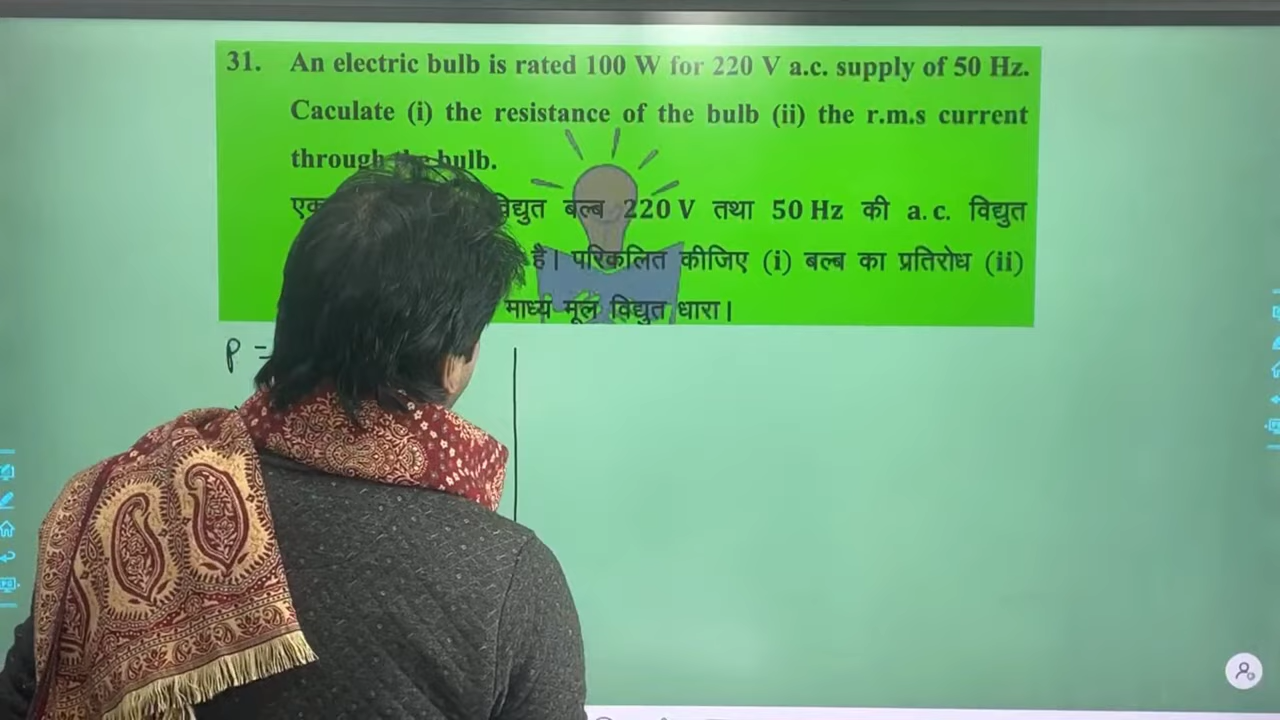 31. An electric bulb is rated 100 W for 220 V a.c. supply of 50 Hz.
Caculate (i) the resistance of the bulb (ii) the r.m.s current
through the bulb.
एक विद्युत बल्ब 220 V तथा 50 Hz की a.c. विद्युत
है। परिकलित कीजिए (i) बल्ब का प्रतिरोध (ii)
माध्य मूल विद्युत धारा।
P =